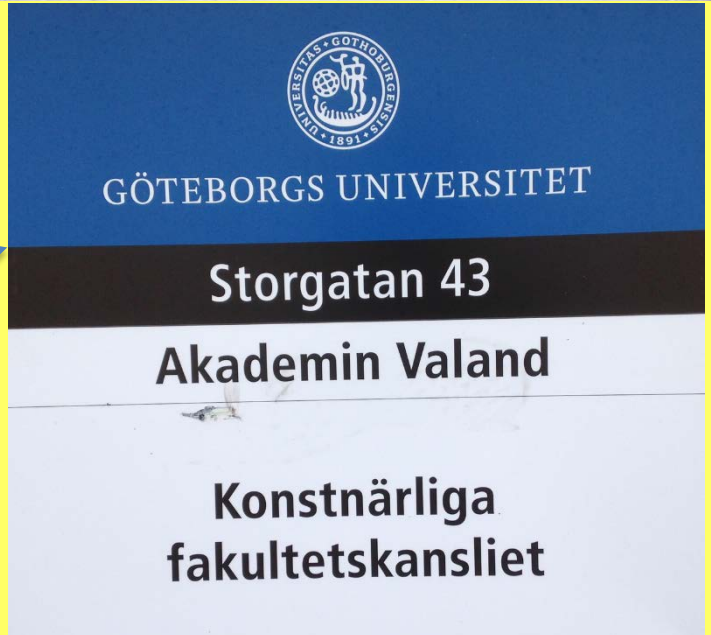 UNIVERSITAS • GOTHOBURGENSIS • 1891 •
GÖTEBORGS UNIVERSITET
Storgatan 43
Akademin Valand
Konstnärliga
fakultetskansliet